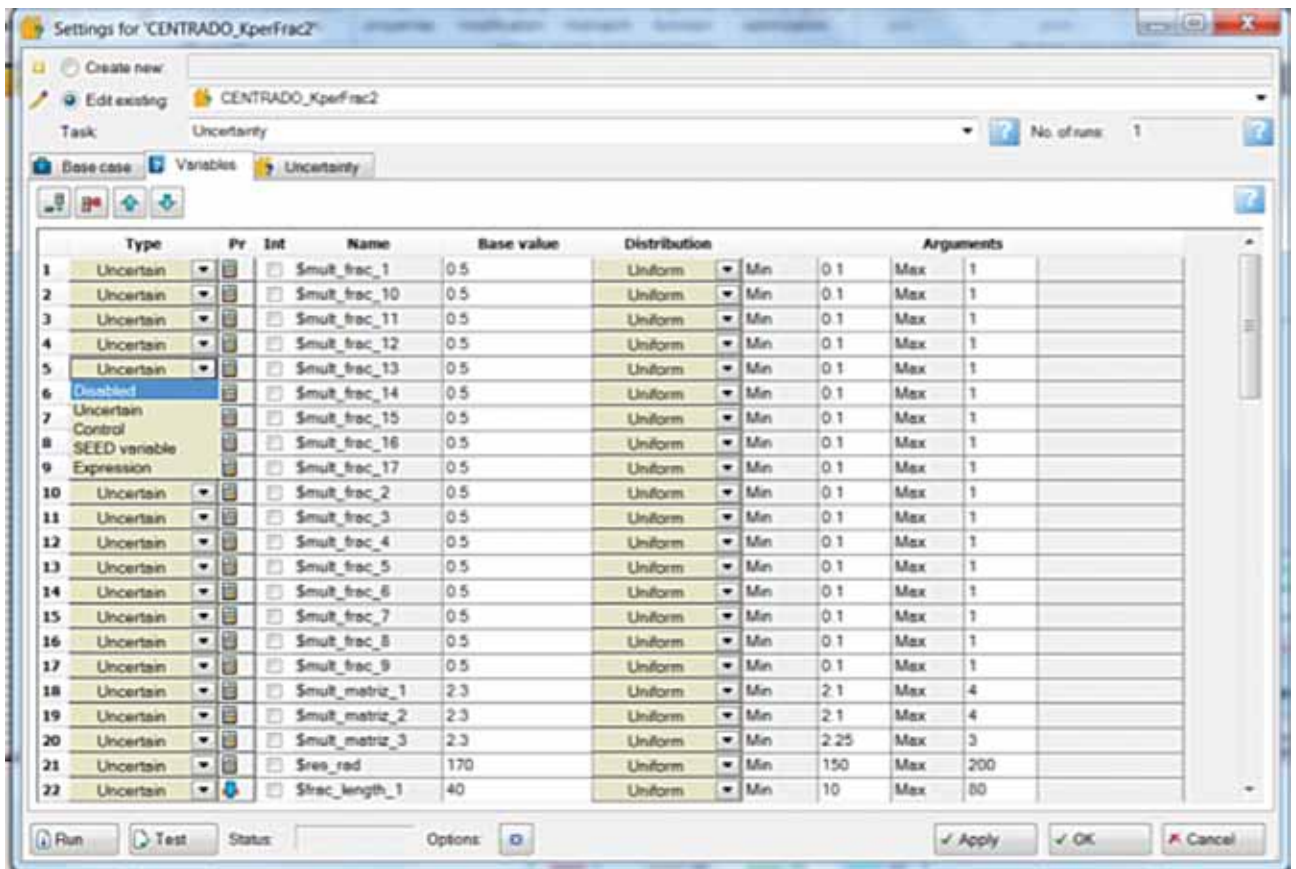 Settings for 'CENTRADO_KperFrac2'
Create new:
Edit existing: CENTRADO_KperFrac2
Task: Uncertainty No. of runs: 1
Base case Variables Uncertainty
Type Pr Int Name Base value Distribution Arguments
1 Uncertain $mult_frac_1 0.5 Uniform Min 0.1 Max 1
2 Uncertain $mult_frac_10 0.5 Uniform Min 0.1 Max 1
3 Uncertain $mult_frac_11 0.5 Uniform Min 0.1 Max 1
4 Uncertain $mult_frac_12 0.5 Uniform Min 0.1 Max 1
5 Uncertain $mult_frac_13 0.5 Uniform Min 0.1 Max 1
6 Disabled $mult_frac_14 0.5 Uniform Min 0.1 Max 1
7 Uncertain $mult_frac_15 0.5 Uniform Min 0.1 Max 1
Control
8 SEED variable $mult_frac_16 0.5 Uniform Min 0.1 Max 1
9 Expression $mult_frac_17 0.5 Uniform Min 0.1 Max 1
10 Uncertain $mult_frac_2 0.5 Uniform Min 0.1 Max 1
11 Uncertain $mult_frac_3 0.5 Uniform Min 0.1 Max 1
12 Uncertain $mult_frac_4 0.5 Uniform Min 0.1 Max 1
13 Uncertain $mult_frac_5 0.5 Uniform Min 0.1 Max 1
14 Uncertain $mult_frac_6 0.5 Uniform Min 0.1 Max 1
15 Uncertain $mult_frac_7 0.5 Uniform Min 0.1 Max 1
16 Uncertain $mult_frac_8 0.5 Uniform Min 0.1 Max 1
17 Uncertain $mult_frac_9 0.5 Uniform Min 0.1 Max 1
18 Uncertain $mult_matriz_1 2.3 Uniform Min 2.1 Max 4
19 Uncertain $mult_matriz_2 2.3 Uniform Min 2.1 Max 4
20 Uncertain $mult_matriz_3 2.3 Uniform Min 2.25 Max 3
21 Uncertain $res_rad 170 Uniform Min 150 Max 200
22 Uncertain $frac_length_1 40 Uniform Min 10 Max 80
Run Test Status: Options: Apply OK Cancel